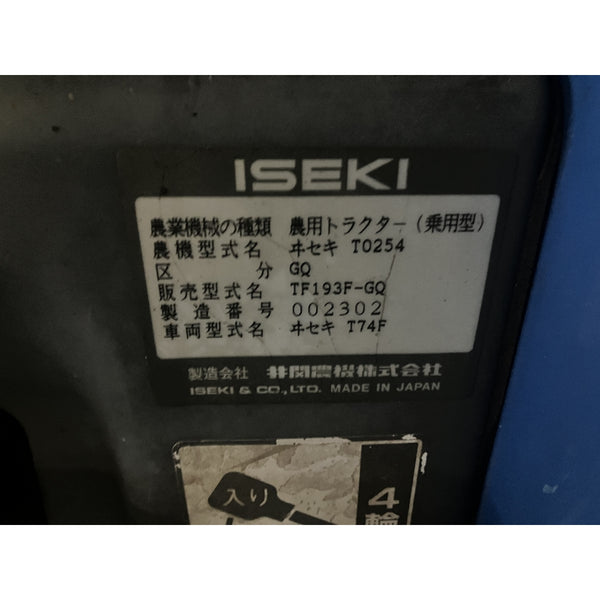 ISEKI
農業機械の種類 農用トラクター(乗用型)
農機型式名 ヰセキ T0254
区分 GQ
販売型式名 TF193F-GQ
製造番号 002302
車両型式名 ヰセキ T74F
製造会社 井関農機株式会社
ISEKI & CO.,LTD. MADE IN JAPAN
入り
4輪